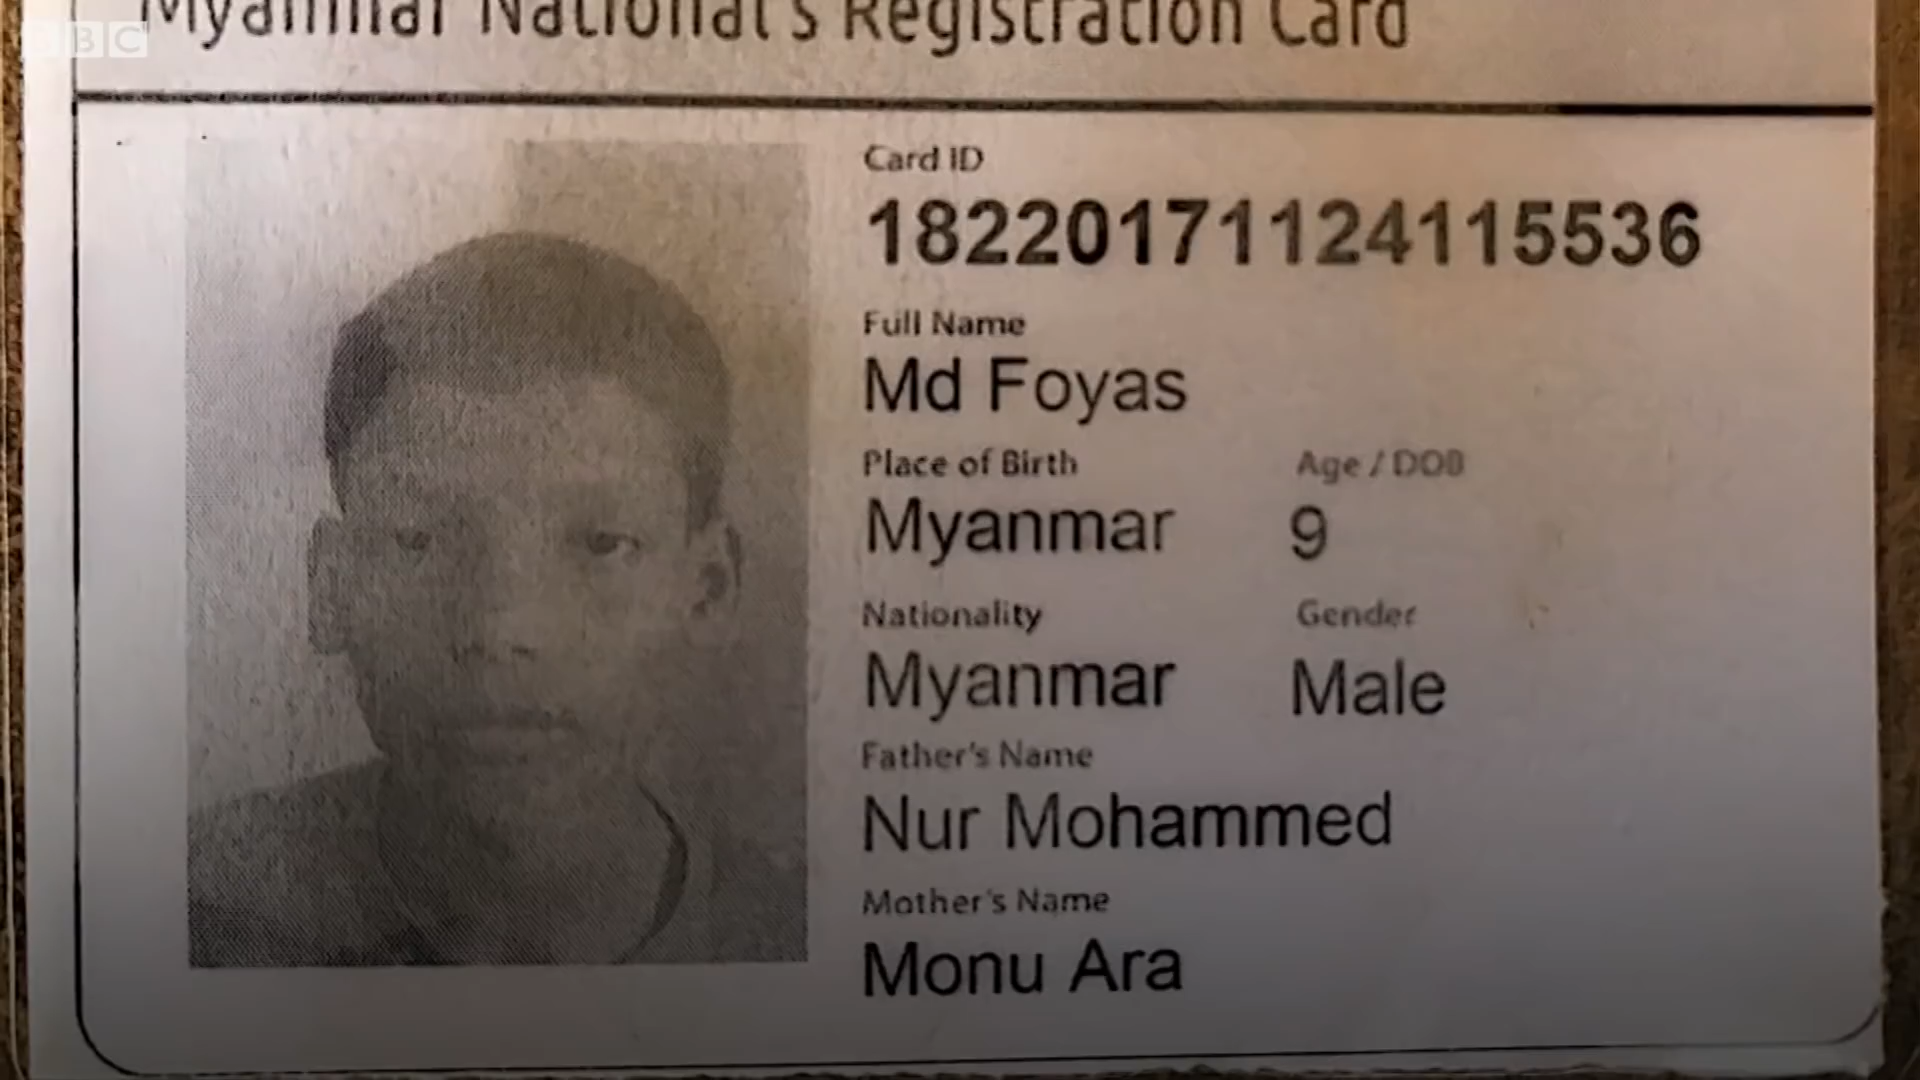 BBC
Myanmar National's Registration Card
Card ID
18220171124115536
Full Name
Md Foyas
Place of Birth Age / DOB
Myanmar 9
Nationality Gender
Myanmar Male
Father's Name
Nur Mohammed
Mother's Name
Monu Ara